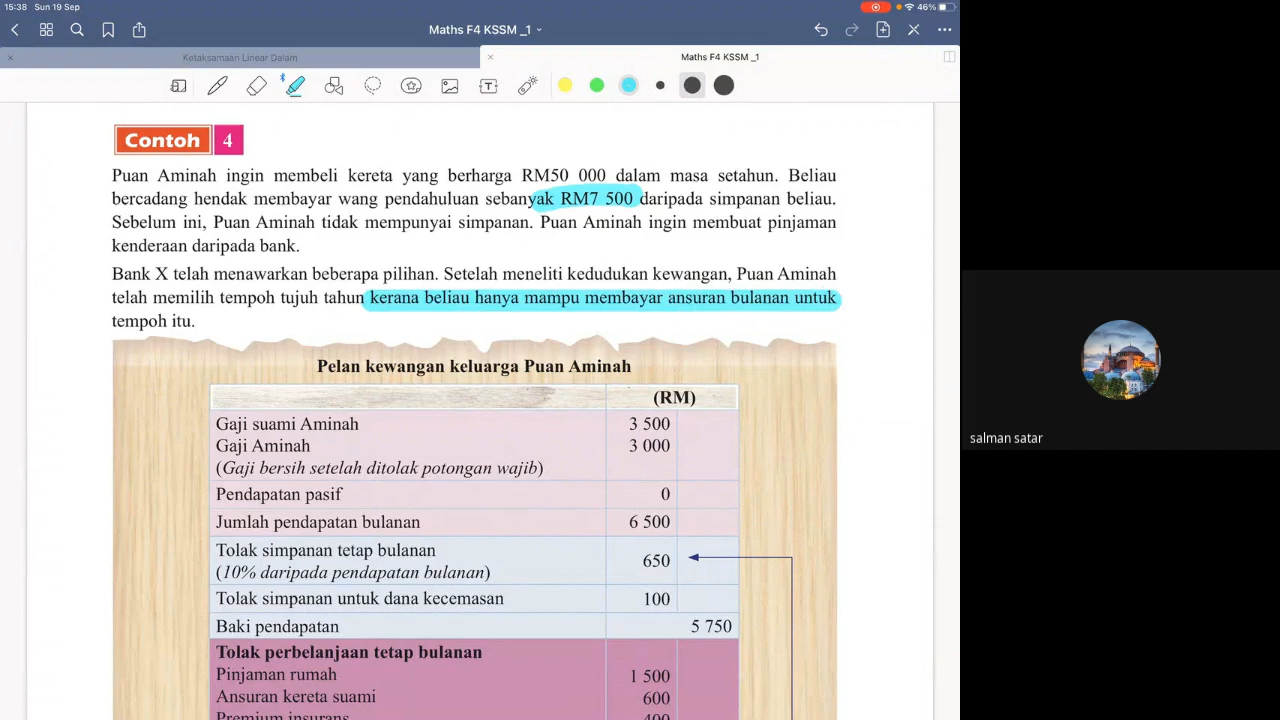 15:38 Sun 19 Sep
46%
Maths F4 KSSM _1
Ketaksamaan Linear Dalam
Maths F4 KSSM _1
Contoh 4
Puan Aminah ingin membeli kereta yang berharga RM50 000 dalam masa setahun. Beliau
bercadang hendak membayar wang pendahuluan sebanyak RM7 500 daripada simpanan beliau.
Sebelum ini, Puan Aminah tidak mempunyai simpanan. Puan Aminah ingin membuat pinjaman
kenderaan daripada bank.
Bank X telah menawarkan beberapa pilihan. Setelah meneliti kedudukan kewangan, Puan Aminah
telah memilih tempoh tujuh tahun kerana beliau hanya mampu membayar ansuran bulanan untuk
tempoh itu.
Pelan kewangan keluarga Puan Aminah
(RM)
Gaji suami Aminah 3 500
Gaji Aminah 3 000
(Gaji bersih setelah ditolak potongan wajib)
Pendapatan pasif 0
Jumlah pendapatan bulanan 6 500
Tolak simpanan tetap bulanan
(10% daripada pendapatan bulanan) 650
Tolak simpanan untuk dana kecemasan 100
Baki pendapatan 5 750
Tolak perbelanjaan tetap bulanan
Pinjaman rumah 1 500
Ansuran kereta suami 600
Premium insurans 400
salman satar